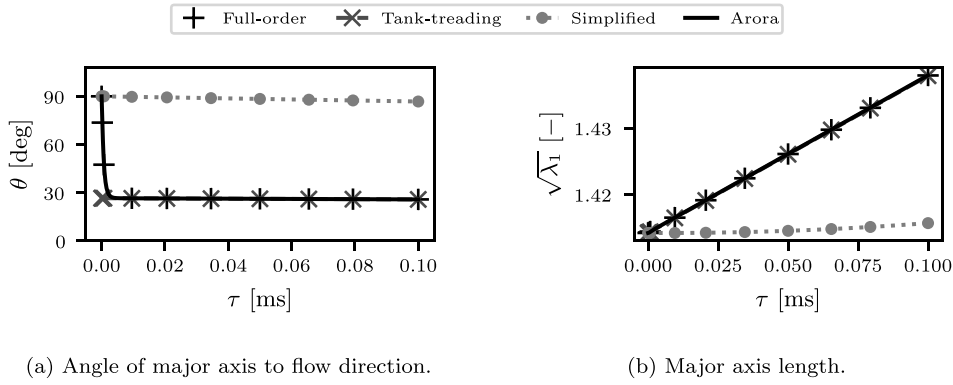 Full-order Tank-treading Simplified Arora
90
60
30
0
θ [deg]
0.00 0.02 0.04 0.06 0.08 0.10
τ [ms]
1.43
1.42
√λ₁ [−]
0.000 0.025 0.050 0.075 0.100
τ [ms]
(a) Angle of major axis to flow direction.
(b) Major axis length.